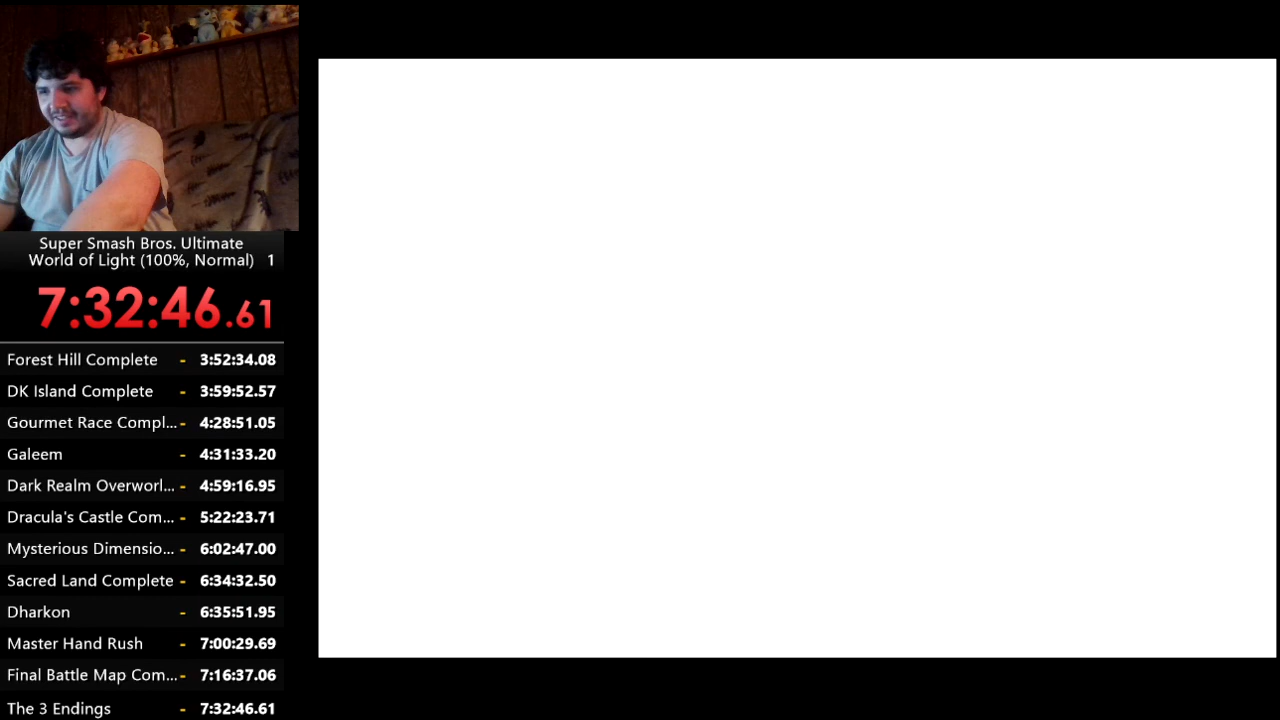 Super Smash Bros. Ultimate
World of Light (100%, Normal) 1
7:32:46.61
Forest Hill Complete - 3:52:34.08
DK Island Complete - 3:59:52.57
Gourmet Race Compl... - 4:28:51.05
Galeem - 4:31:33.20
Dark Realm Overworl... - 4:59:16.95
Dracula's Castle Com... - 5:22:23.71
Mysterious Dimensio... - 6:02:47.00
Sacred Land Complete - 6:34:32.50
Dharkon - 6:35:51.95
Master Hand Rush - 7:00:29.69
Final Battle Map Com... - 7:16:37.06
The 3 Endings - 7:32:46.61